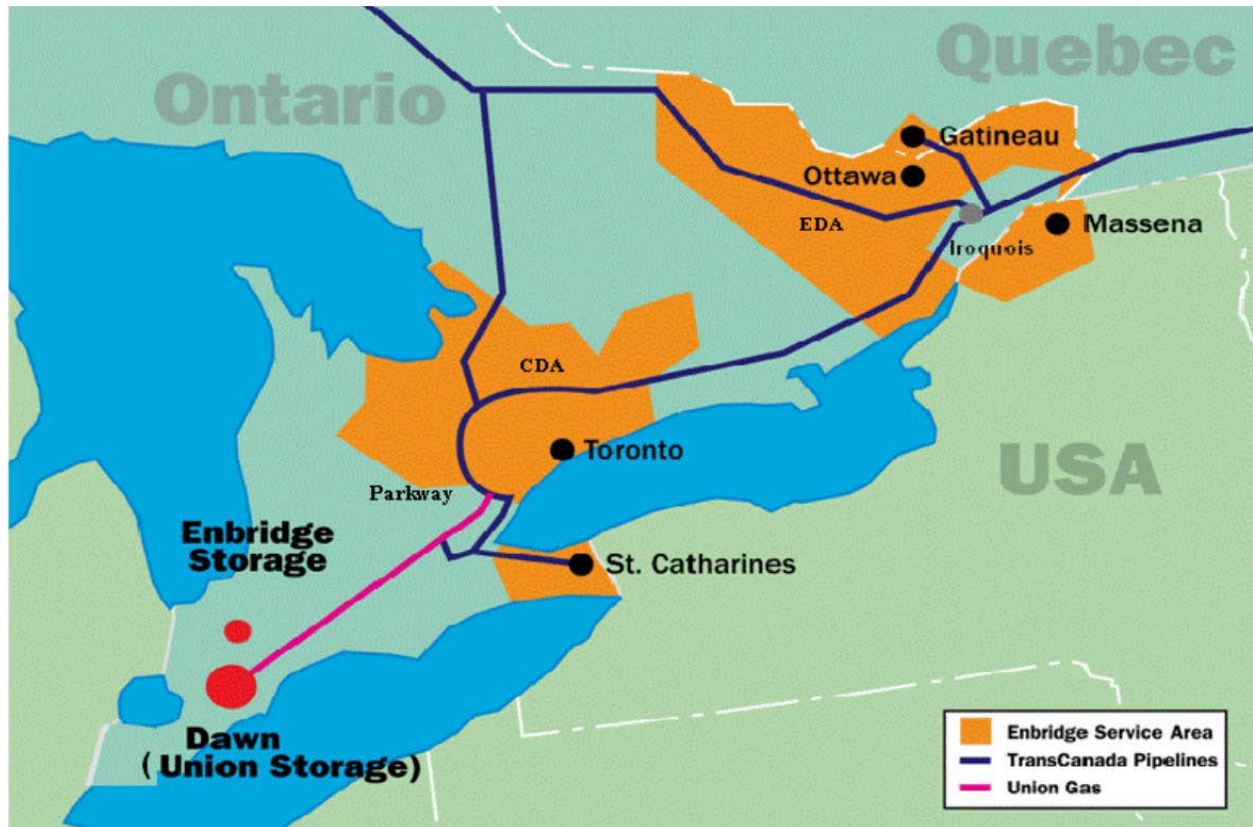 Quebec
Ontario
Gatineau
Ottawa
EDA
Massena
Iroquois
CDA
Toronto
USA
Parkway
Enbridge
Storage
St. Catharines
Dawn
(Union Storage)
Enbridge Service Area
TransCanada Pipelines
Union Gas